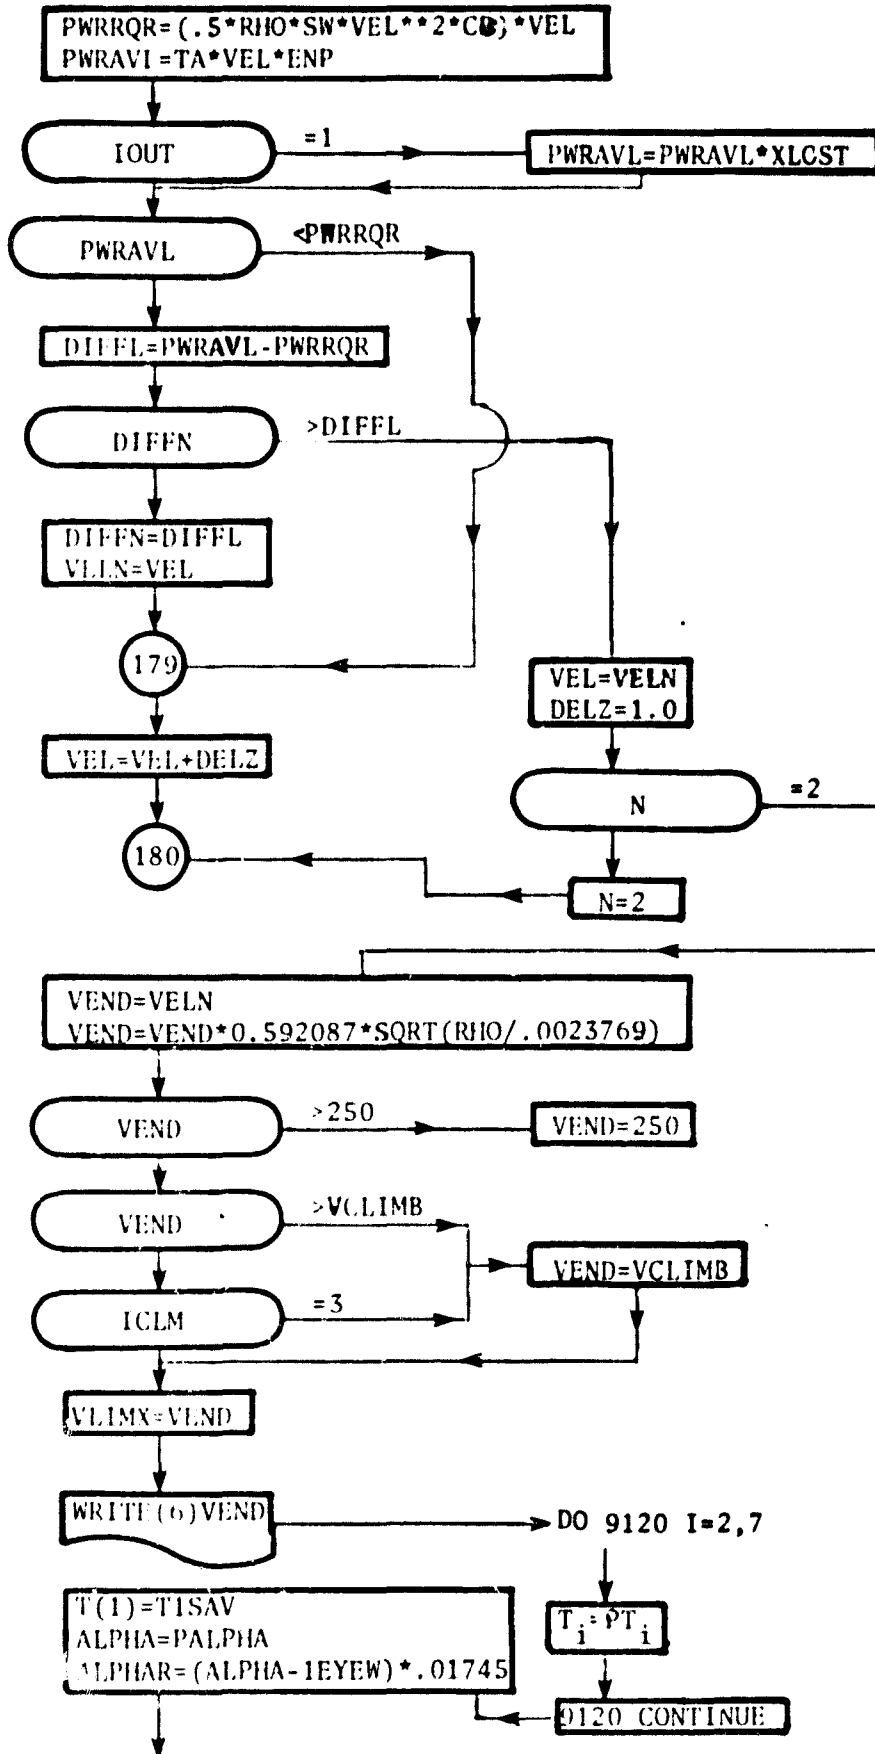 PWRRQR=(.5*RHO*SW*VEL**2*CD)*VEL
PWRAVL=TA*VEL*ENP
IOUT
=1
PWRAVL=PWRAVL*XLCST
PWRAVL
<PWRRQR
DIFFL=PWRAVL-PWRRQR
DIFFN
>DIFFL
DIFFN=DIFFL
VELN=VEL
179
VEL=VELN
DELZ=1.0
VEL=VEL+DELZ
N
=2
180
N=2
VEND=VELN
VEND=VEND*0.592087*SQRT(RHO/.0023769)
VEND
>250
VEND=250
VEND
>VCLIMB
VEND=VCLIMB
ICLM
=3
VLIMX=VEND
WRITE(6)VEND
DO 9120 I=2,7
T(1)=T1SAV
ALPHA=PALPHA
ALPHAR=(ALPHA-IEYEW)*.01745
Ti=PTi
9120 CONTINUE